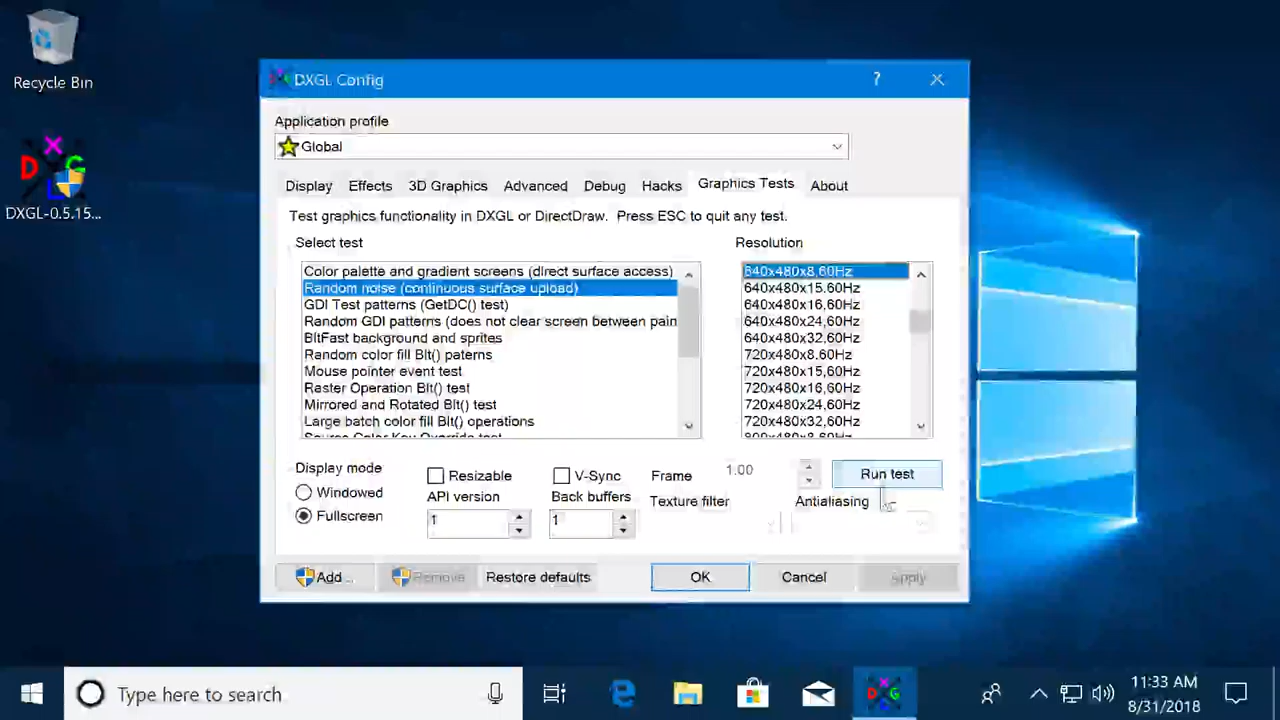 Recycle Bin
DXGL-0.5.15...
DXGL Config
Application profile
Global
Display Effects 3D Graphics Advanced Debug Hacks Graphics Tests About
Test graphics functionality in DXGL or DirectDraw. Press ESC to quit any test.
Select test
Color palette and gradient screens (direct surface access)
Random noise (continuous surface upload)
GDI Test patterns (GetDC() test)
Random GDI patterns (does not clear screen between pain
BltFast background and sprites
Random color fill Blt() paterns
Mouse pointer event test
Raster Operation Blt() test
Mirrored and Rotated Blt() test
Large batch color fill Blt() operations
Source Color Key Override test
Resolution
640x480x8,60Hz
640x480x15,60Hz
640x480x16,60Hz
640x480x24,60Hz
640x480x32,60Hz
720x480x8,60Hz
720x480x15,60Hz
720x480x16,60Hz
720x480x24,60Hz
720x480x32,60Hz
800x480x8,60Hz
Display mode
Windowed
Fullscreen
Resizable
API version
1
V-Sync
Back buffers
1
Frame 1.00
Run test
Texture filter
Antialiasing
Add...
Remove
Restore defaults
OK
Cancel
Apply
Type here to search
11:33 AM
8/31/2018